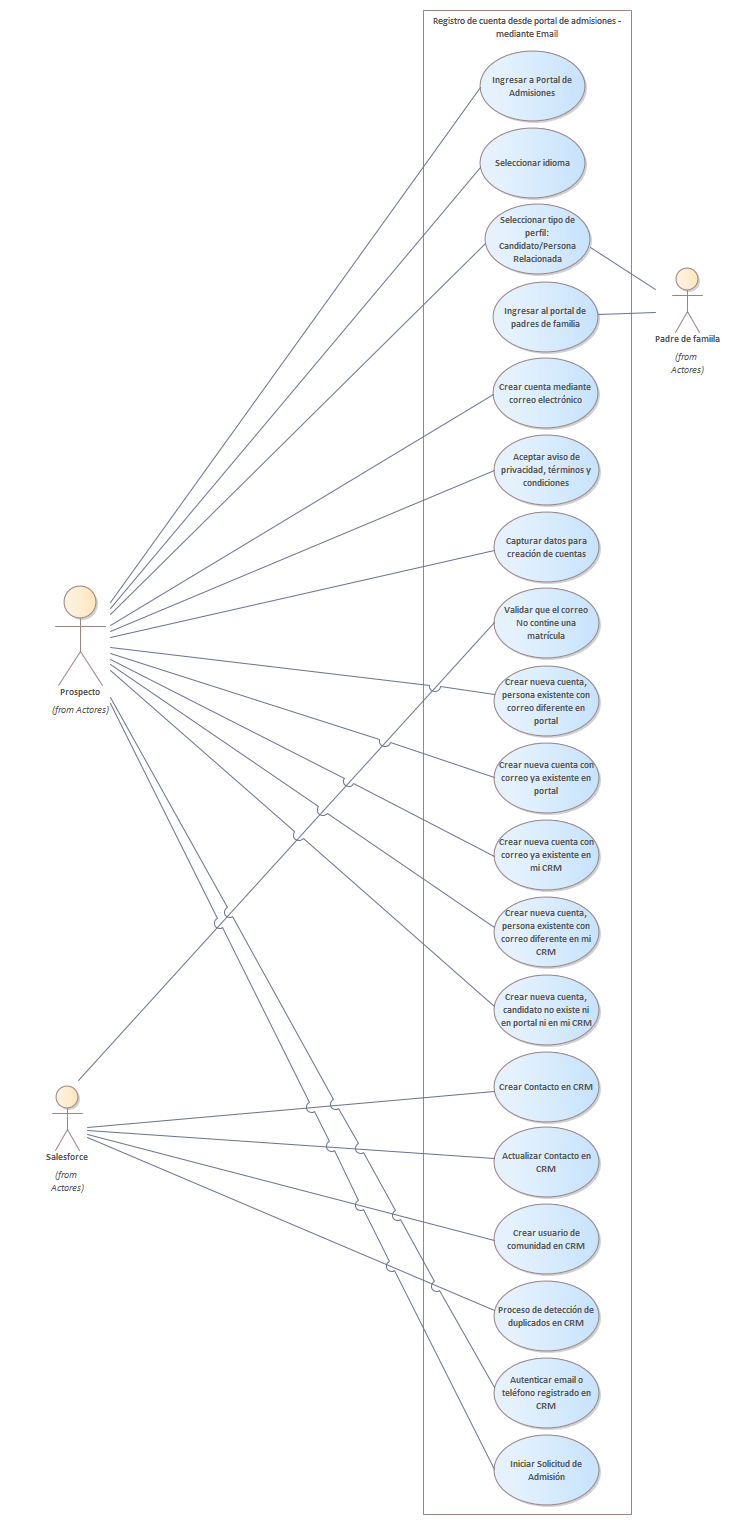 Registro de cuenta desde portal de admisiones -
mediante Email
Ingresar a Portal de
Admisiones
Seleccionar idioma
Seleccionar tipo de
perfil:
Candidato/Persona
Relacionada
Ingresar al portal de
padres de familia
Padre de famiila
(from
Actores)
Crear cuenta mediante
correo electrónico
Aceptar aviso de
privacidad, términos y
condiciones
Capturar datos para
creación de cuentas
Validar que el correo
No contine una
matrícula
Prospecto
(from Actores)
Crear nueva cuenta,
persona existente con
correo diferente en
portal
Crear nueva cuenta con
correo ya existente en
portal
Crear nueva cuenta con
correo ya existente en
mi CRM
Crear nueva cuenta,
persona existente con
correo diferente en mi
CRM
Crear nueva cuenta,
candidato no existe ni
en portal ni en mi CRM
Crear Contacto en CRM
Salesforce
(from
Actores)
Actualizar Contacto en
CRM
Crear usuario de
comunidad en CRM
Proceso de detección de
duplicados en CRM
Autenticar email o
teléfono registrado en
CRM
Iniciar Solicitud de
Admisión